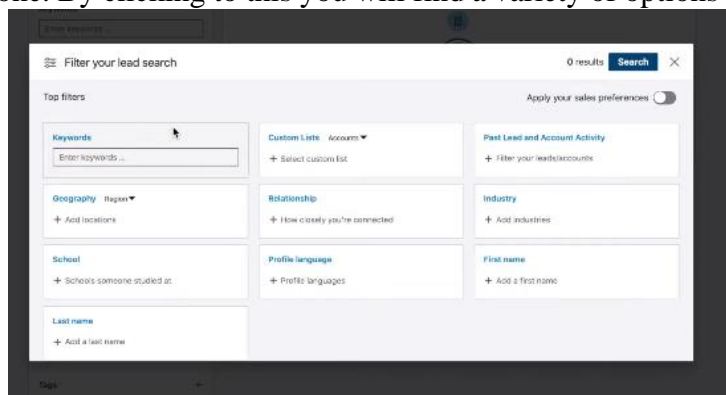 one. By clicking to this you will find a variety of options
Enter keywords ...
Filter your lead search
0 results Search
Top filters
Apply your sales preferences
Keywords
Enter keywords ...
Custom Lists Accounts
+ Select custom list
Past Lead and Account Activity
+ Filter your leads/accounts
Geography Region
+ Add locations
Relationship
+ How closely you're connected
Industry
+ Add industries
School
+ Schools someone studied at
Profile language
+ Profile languages
First name
+ Add a first name
Last name
+ Add a last name
Tags +